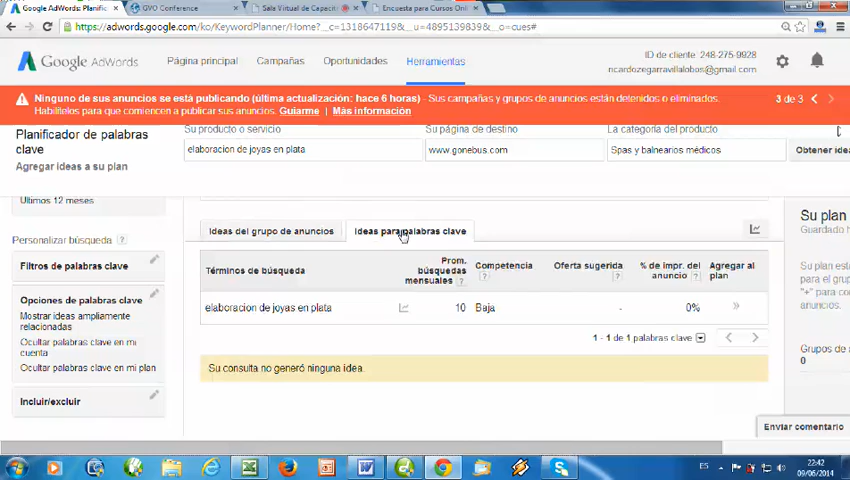 Google AdWords: Planific
GVO Conference
Sala Virtual de Capacit
Encuesta para Cursos Onl
https://adwords.google.com/ko/KeywordPlanner/Home?_c=1318647119&_u=4895139839&_o=cues#
Google AdWords
Página principal
Campañas
Oportunidades
Herramientas
ID de cliente: 248-275-9928
ricardozegarravillalobos@gmail.com
Ninguno de sus anuncios se está publicando (última actualización: hace 6 horas) - Sus campañas y grupos de anuncios están detenidos o eliminados.
Habilítelos para que comiencen a publicar sus anuncios. Guiarme | Más información
3 de 3
Planificador de palabras clave
Agregar ideas a su plan
Su producto o servicio
elaboracion de joyas en plata
Su página de destino
www.gonebus.com
La categoría del producto
Spas y balnearios médicos
Obtener idea
Últimos 12 meses
Personalizar búsqueda ?
Filtros de palabras clave
Opciones de palabras clave
Mostrar ideas ampliamente
relacionadas
Ocultar palabras clave en mi
cuenta
Ocultar palabras clave en mi plan
Incluir/excluir
Ideas del grupo de anuncios
Ideas para palabras clave
Términos de búsqueda
Prom.
búsquedas
mensuales ?
Competencia
?
Oferta sugerida
?
% de impr. del
anuncio ?
Agregar al
plan
elaboracion de joyas en plata
10
Baja
-
0%
»
1 - 1 de 1 palabras clave
Su consulta no generó ninguna idea.
Su plan
Guardado h
Su plan est
para el grup
"+" para co
anuncios.
Grupos de
0
Enviar comentario
ES
22:42
09/06/2014